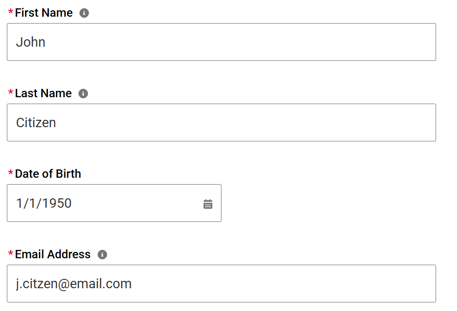 *First Name
John
*Last Name
Citizen
*Date of Birth
1/1/1950
*Email Address
j.citzen@email.com